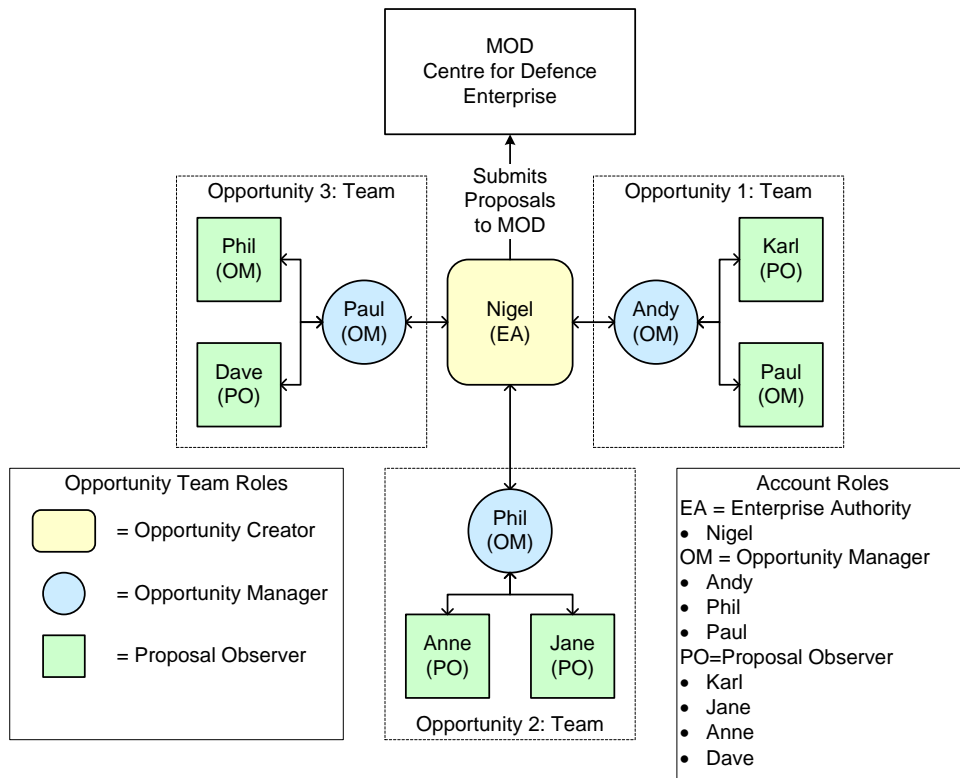 MOD
Centre for Defence
Enterprise
Submits
Proposals
to MOD
Opportunity 3: Team
Phil
(OM)
Dave
(PO)
Paul
(OM)
Nigel
(EA)
Opportunity 1: Team
Andy
(OM)
Karl
(PO)
Paul
(OM)
Phil
(OM)
Anne
(PO)
Jane
(PO)
Opportunity 2: Team
Opportunity Team Roles
= Opportunity Creator
= Opportunity Manager
= Proposal Observer
Account Roles
EA = Enterprise Authority
• Nigel
OM = Opportunity Manager
• Andy
• Phil
• Paul
PO=Proposal Observer
• Karl
• Jane
• Anne
• Dave